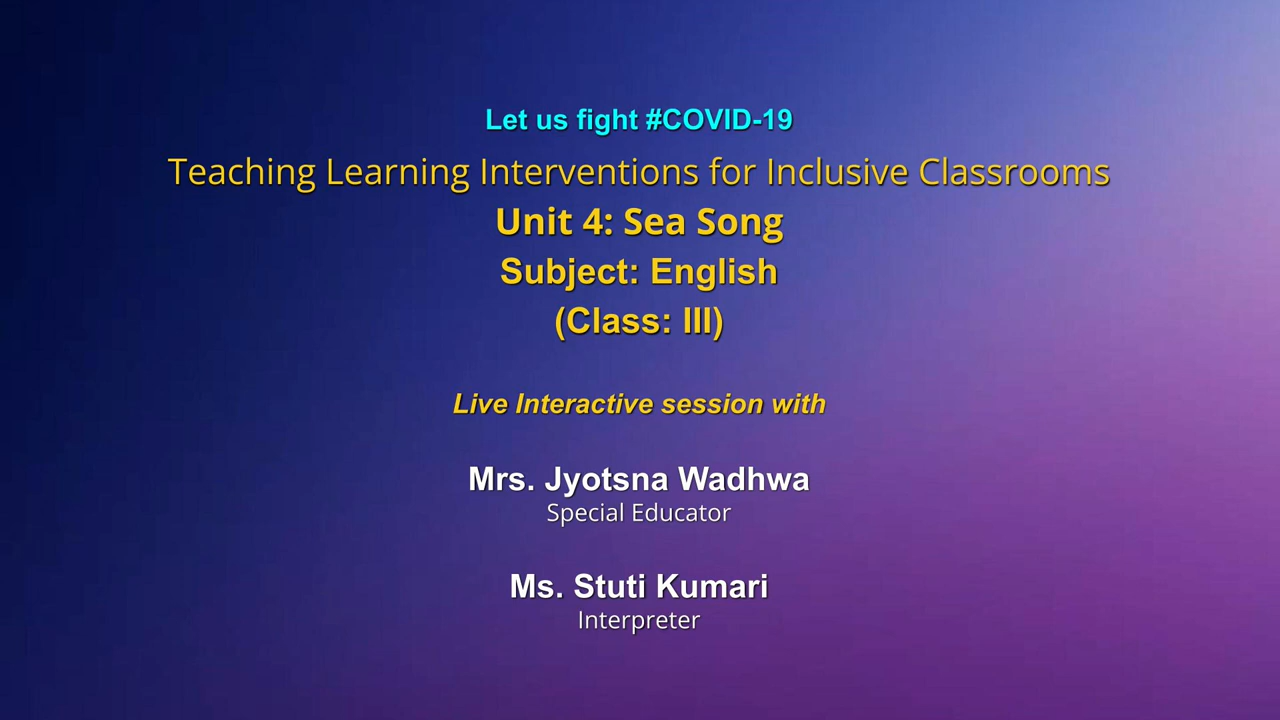 Let us fight #COVID-19
Teaching Learning Interventions for Inclusive Classrooms
Unit 4: Sea Song
Subject: English
(Class: III)
Live Interactive session with
Mrs. Jyotsna Wadhwa
Special Educator
Ms. Stuti Kumari
Interpreter